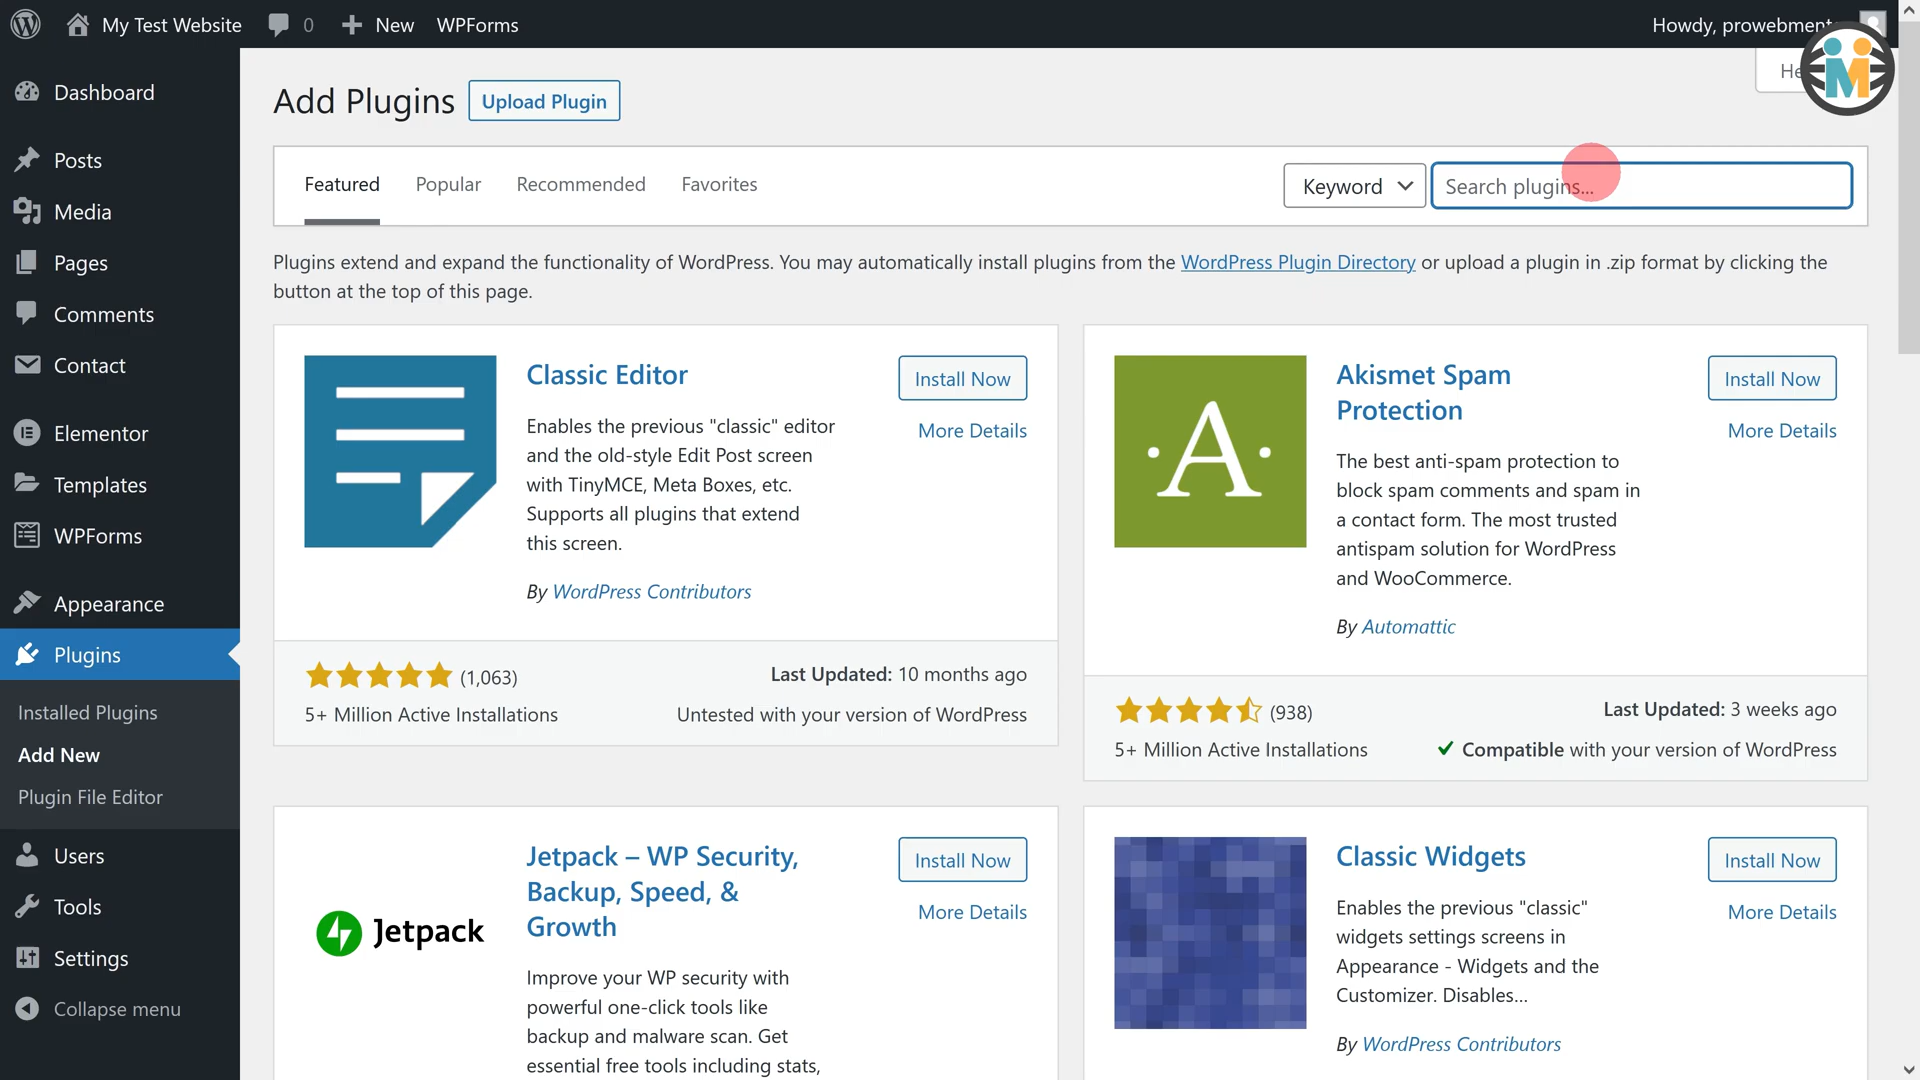 My Test Website
0
New
WPForms
Howdy, prowebment
He
Dashboard
Posts
Media
Pages
Comments
Contact
Elementor
Templates
WPForms
Appearance
Plugins
Installed Plugins
Add New
Plugin File Editor
Users
Tools
Settings
Collapse menu
Add Plugins
Upload Plugin
Featured
Popular
Recommended
Favorites
Keyword
Search plugins...
Plugins extend and expand the functionality of WordPress. You may automatically install plugins from the WordPress Plugin Directory or upload a plugin in .zip format by clicking the
button at the top of this page.
Classic Editor
Install Now
More Details
Enables the previous "classic" editor
and the old-style Edit Post screen
with TinyMCE, Meta Boxes, etc.
Supports all plugins that extend
this screen.
By WordPress Contributors
(1,063)
Last Updated: 10 months ago
5+ Million Active Installations
Untested with your version of WordPress
A
Akismet Spam
Protection
Install Now
More Details
The best anti-spam protection to
block spam comments and spam in
a contact form. The most trusted
antispam solution for WordPress
and WooCommerce.
By Automattic
(938)
Last Updated: 3 weeks ago
5+ Million Active Installations
Compatible with your version of WordPress
Jetpack
Jetpack – WP Security,
Backup, Speed, &
Growth
Install Now
More Details
Improve your WP security with
powerful one-click tools like
backup and malware scan. Get
essential free tools including stats,
Classic Widgets
Install Now
More Details
Enables the previous "classic"
widgets settings screens in
Appearance - Widgets and the
Customizer. Disables...
By WordPress Contributors